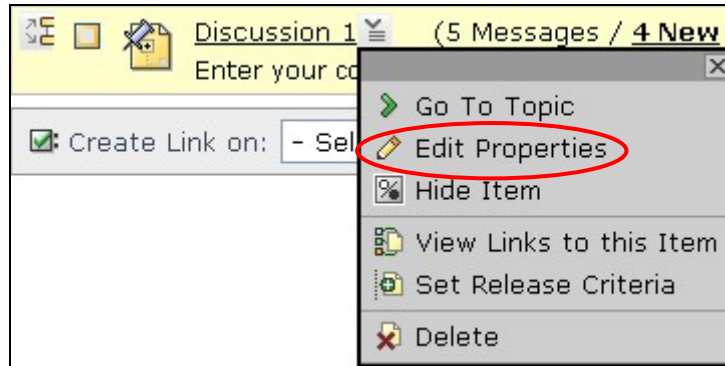 Discussion 1 (5 Messages / 4 New
Enter your co
Go To Topic
Create Link on: - Sel
Edit Properties
Hide Item
View Links to this Item
Set Release Criteria
Delete